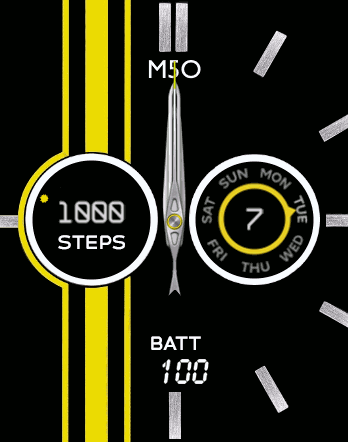 M50
1000
STEPS
SUN MON TUE WED THU FRI SAT
7
BATT
100